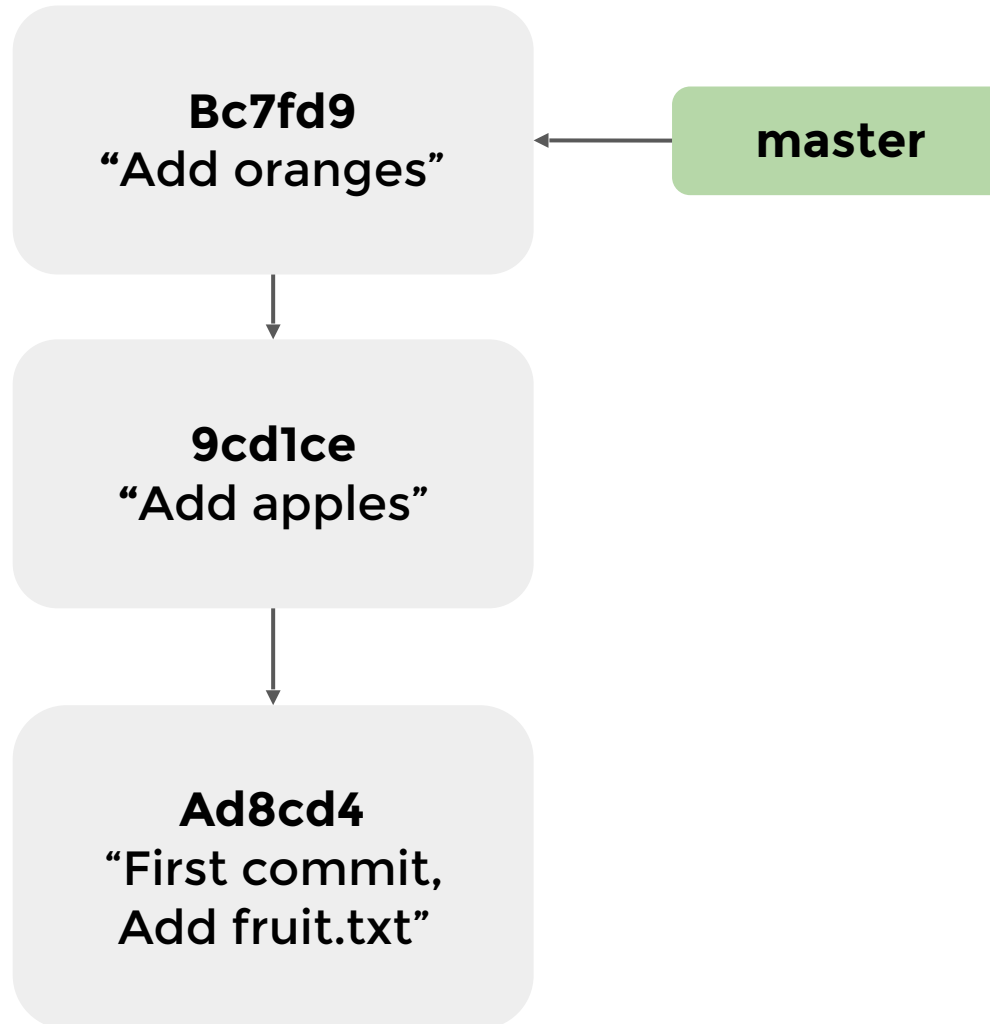 Bc7fd9
“Add oranges”
master
9cd1ce
“Add apples”
Ad8cd4
“First commit,
Add fruit.txt”